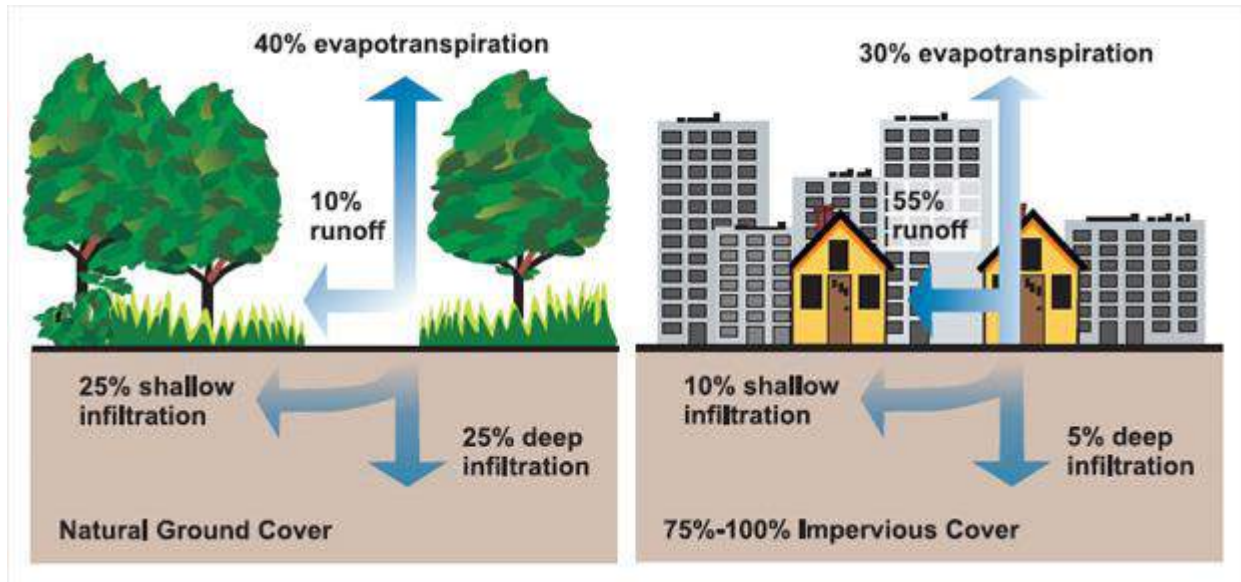 40% evapotranspiration
10%
runoff
25% shallow
infiltration
25% deep
infiltration
Natural Ground Cover
30% evapotranspiration
55%
runoff
10% shallow
infiltration
5% deep
infiltration
75%-100% Impervious Cover